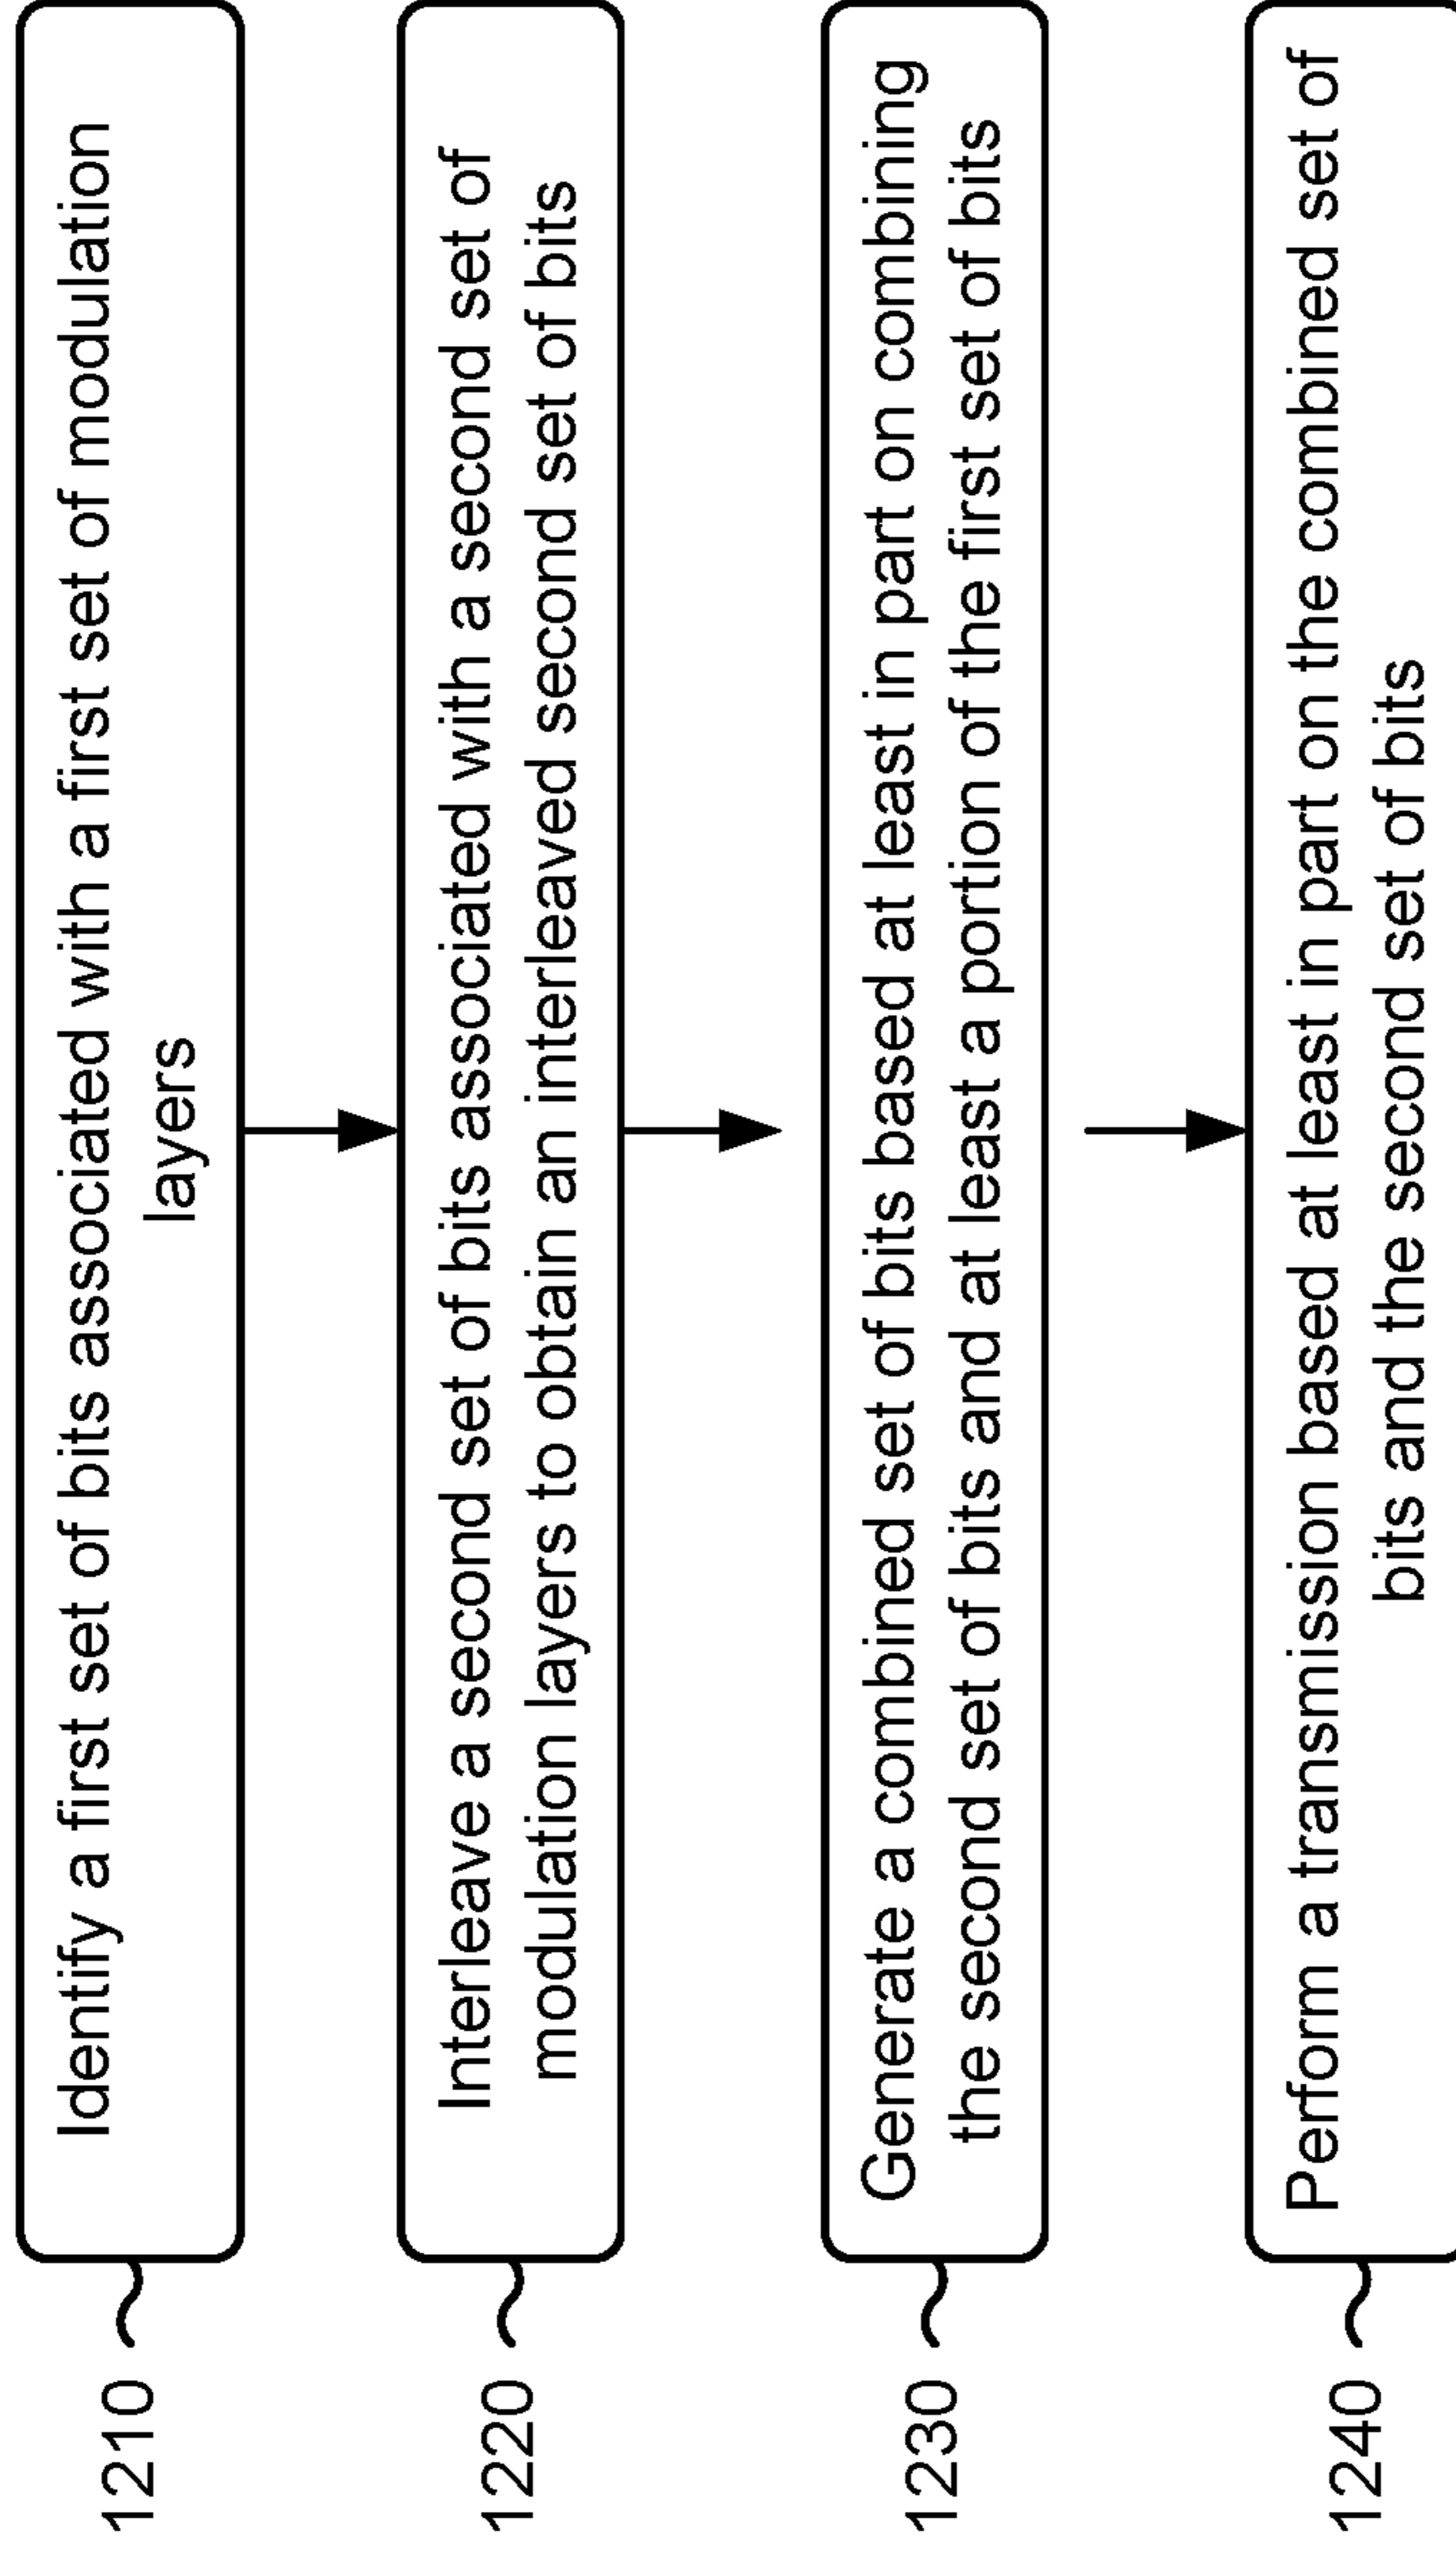 1210
Identify a first set of bits associated with a first set of modulation
layers
1220
Interleave a second set of bits associated with a second set of
modulation layers to obtain an interleaved second set of bits
1230
Generate a combined set of bits based at least in part on combining
the second set of bits and at least a portion of the first set of bits
1240
Perform a transmission based at least in part on the combined set of
bits and the second set of bits